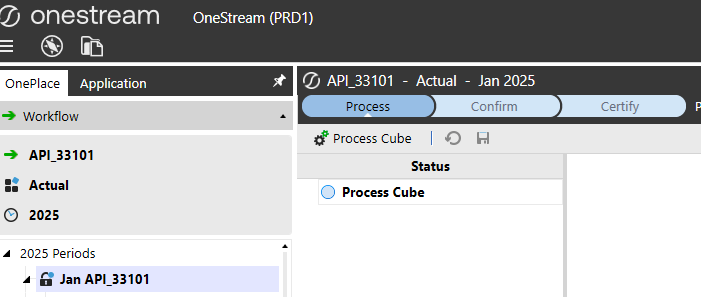 onestream
OneStream (PRD1)
OnePlace
Application
Workflow
API_33101
Actual
2025
2025 Periods
Jan API_33101
API_33101 - Actual - Jan 2025
Process
Confirm
Certify
P
Process Cube
Status
Process Cube